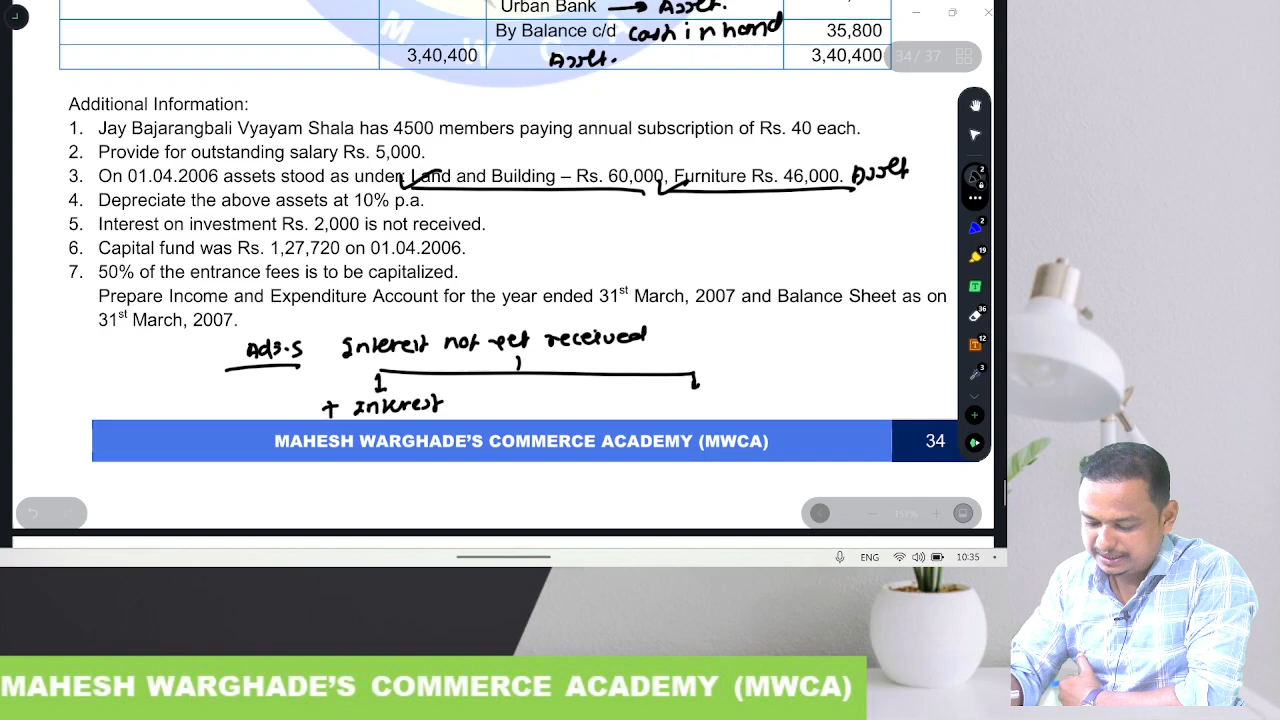 Urban Bank → Asset.
By Balance c/d cash in hand 35,800
3,40,400 Asset. 3,40,400
34 / 37
M W C A
Additional Information:
1. Jay Bajarangbali Vyayam Shala has 4500 members paying annual subscription of Rs. 40 each.
2. Provide for outstanding salary Rs. 5,000.
3. On 01.04.2006 assets stood as under: Land and Building – Rs. 60,000, Furniture Rs. 46,000. Asset
4. Depreciate the above assets at 10% p.a.
5. Interest on investment Rs. 2,000 is not received.
6. Capital fund was Rs. 1,27,720 on 01.04.2006.
7. 50% of the entrance fees is to be capitalized.
Prepare Income and Expenditure Account for the year ended 31st March, 2007 and Balance Sheet as on
31st March, 2007.
Adj.5 Interest not yet received
+ Interest
MAHESH WARGHADE'S COMMERCE ACADEMY (MWCA) 34
151%
ENG 10:35
MAHESH WARGHADE'S COMMERCE ACADEMY (MWCA)